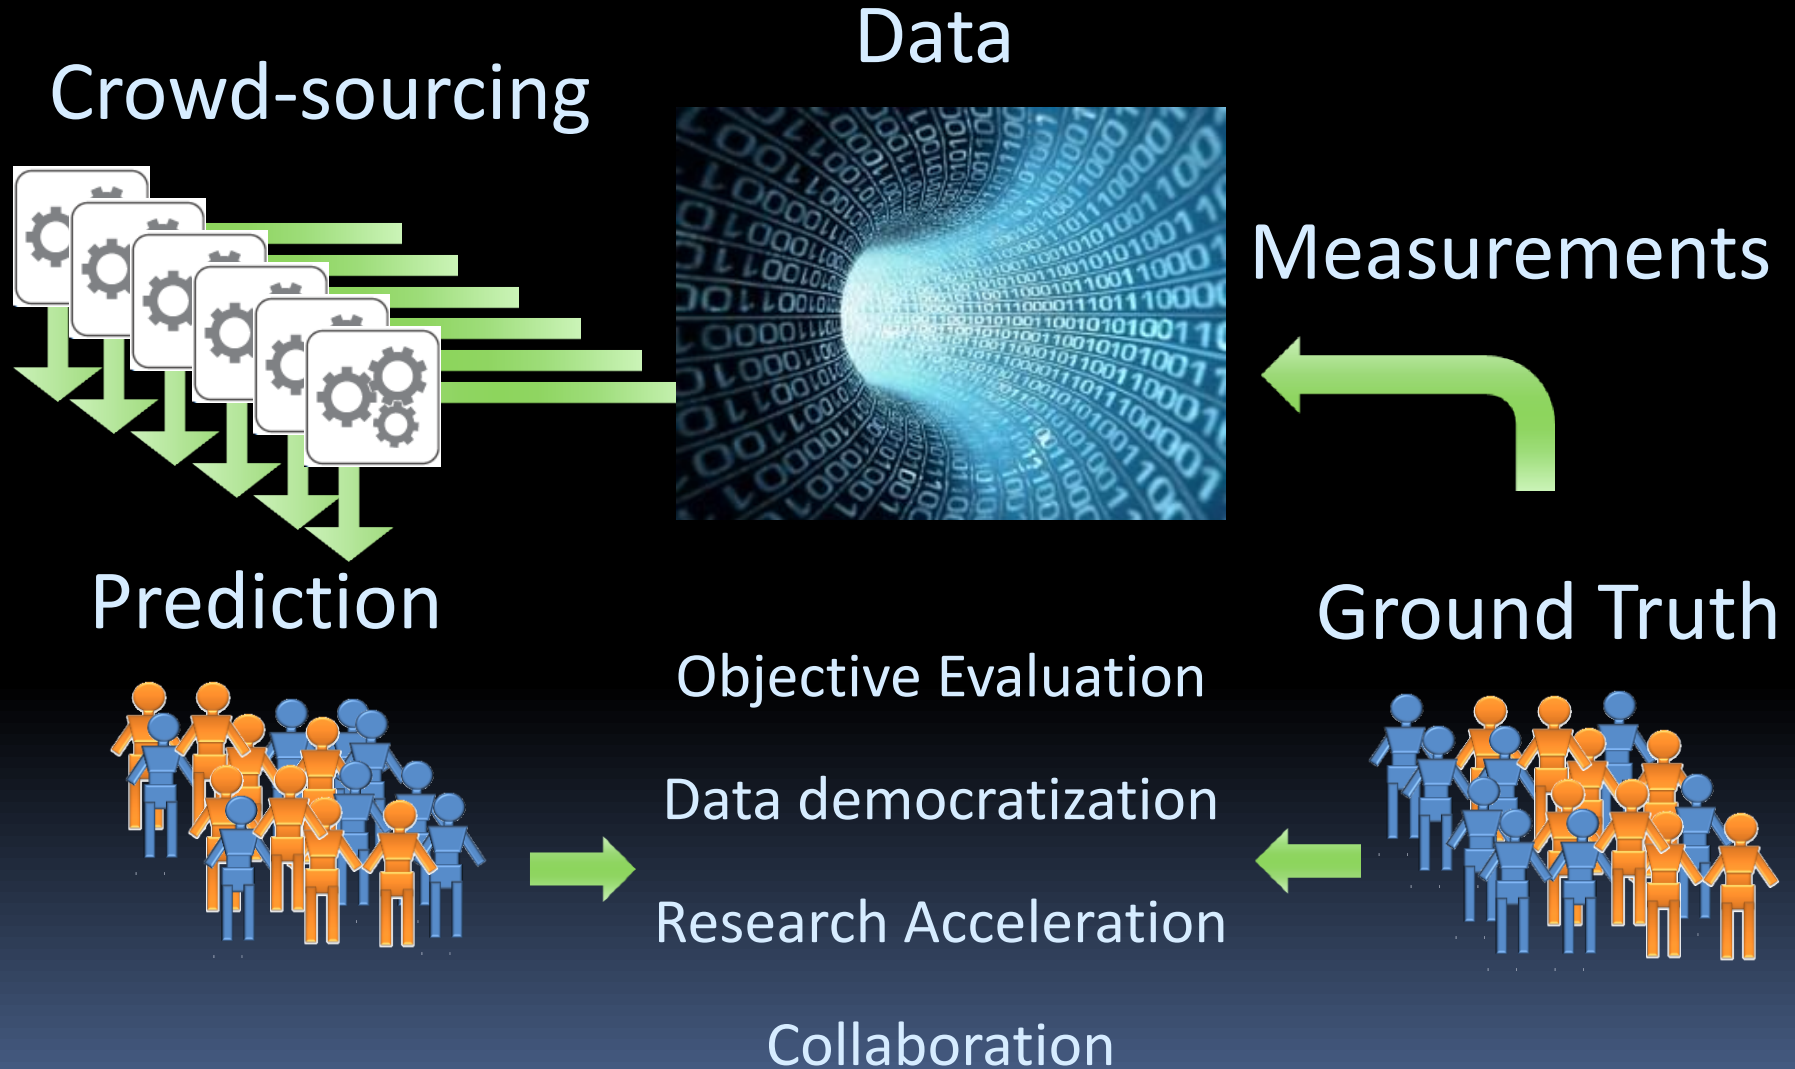 Data
Crowd-sourcing
Measurements
Prediction
Ground Truth
Objective Evaluation
Data democratization
Research Acceleration
Collaboration